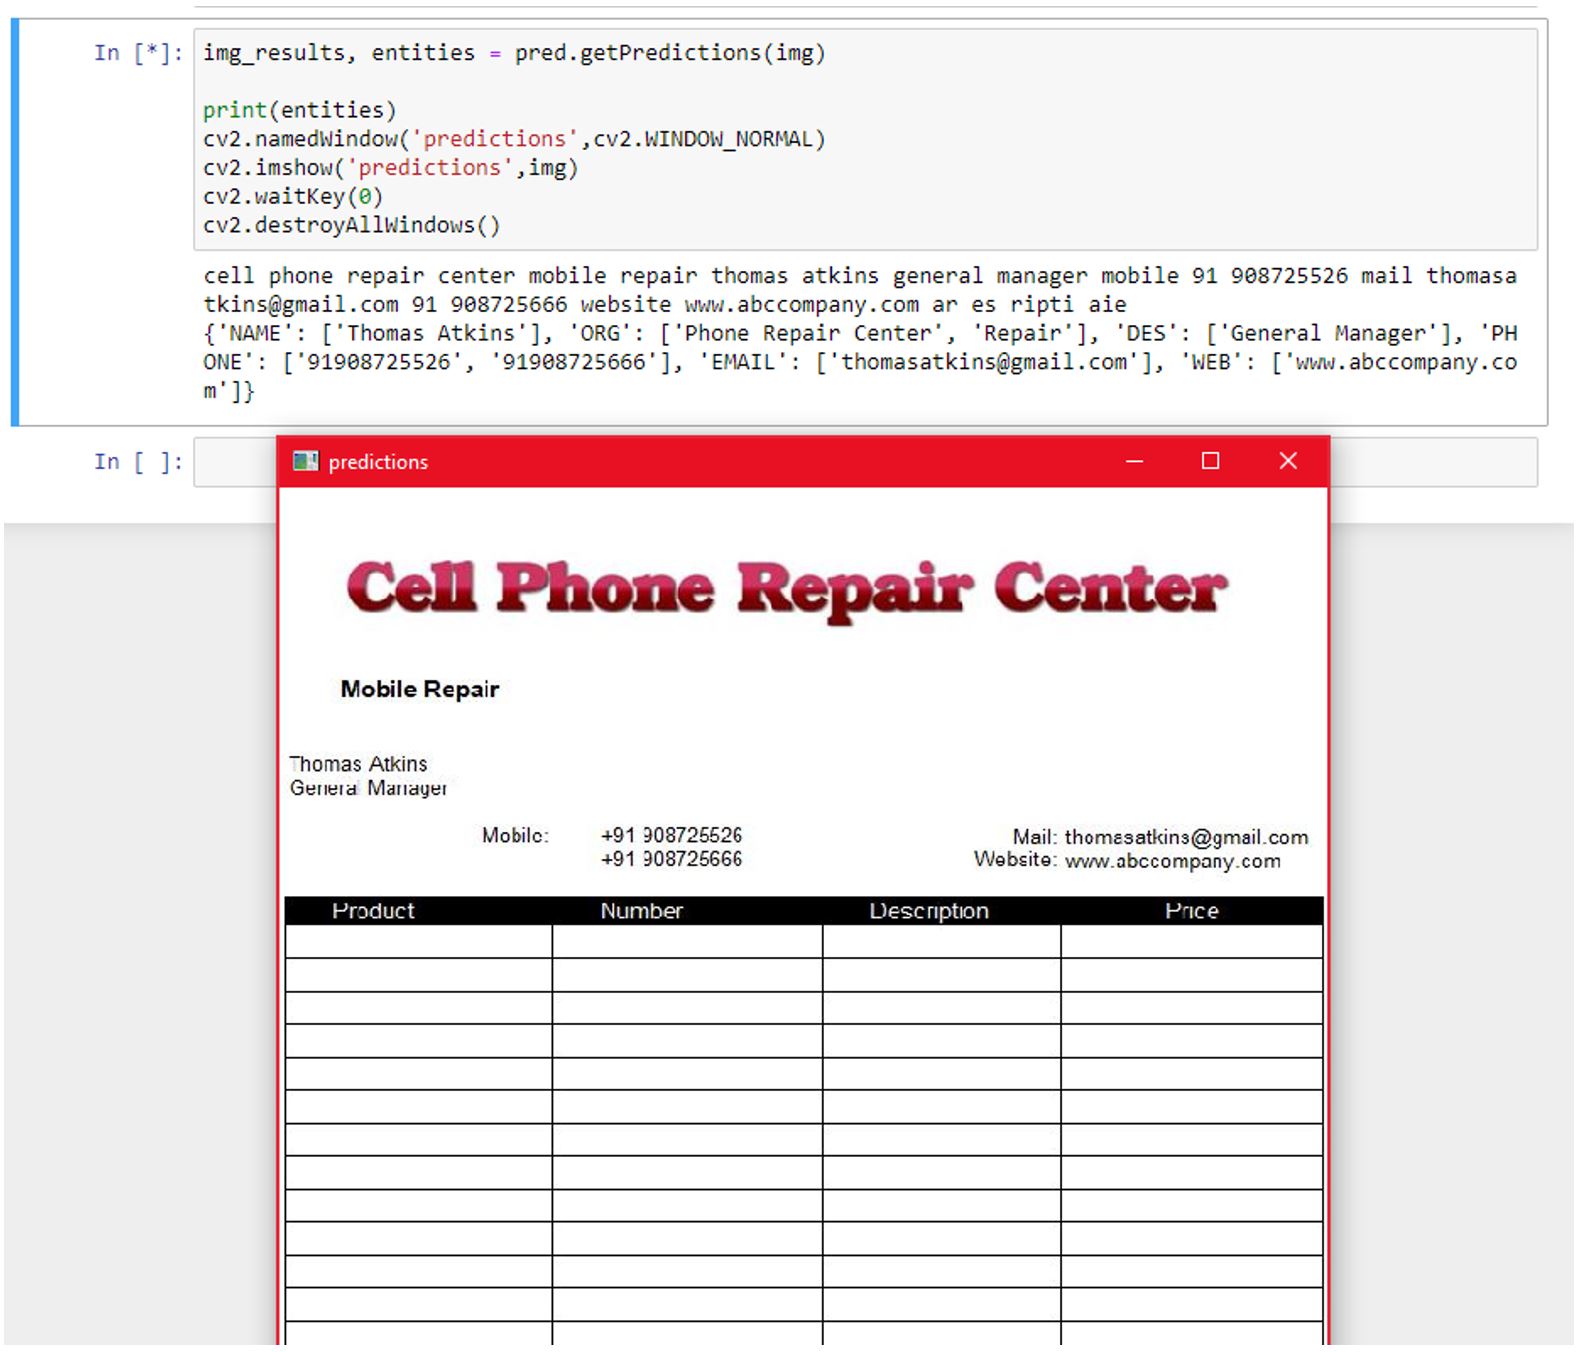 In [*]:
img_results, entities = pred.getPredictions(img)
print(entities)
cv2.namedWindow('predictions',cv2.WINDOW_NORMAL)
cv2.imshow('predictions',img)
cv2.waitKey(0)
cv2.destroyAllWindows()
cell phone repair center mobile repair thomas atkins general manager mobile 91 908725526 mail thomasa
tkins@gmail.com 91 908725666 website www.abccompany.com ar es ripti aie
{'NAME': ['Thomas Atkins'], 'ORG': ['Phone Repair Center', 'Repair'], 'DES': ['General Manager'], 'PH
ONE': ['91908725526', '91908725666'], 'EMAIL': ['thomasatkins@gmail.com'], 'WEB': ['www.abccompany.co
m']}
In [ ]:
predictions
Cell Phone Repair Center
Mobile Repair
Thomas Atkins
General Manager
Mobile: +91 908725526 Mail: thomasatkins@gmail.com
+91 908725666 Website: www.abccompany.com
Product Number Description Price